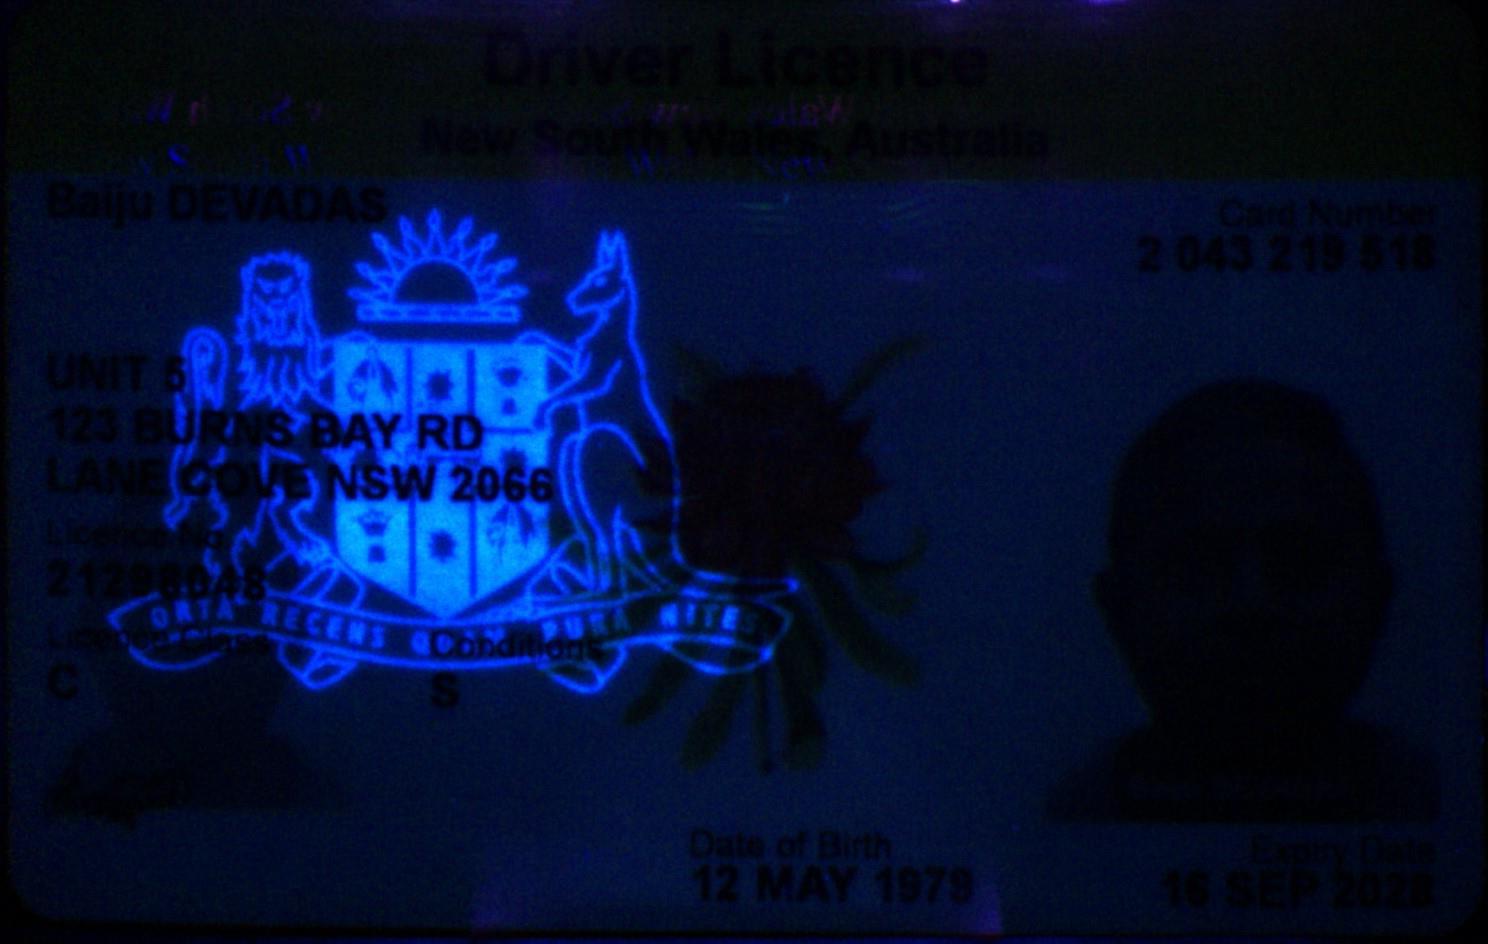 Driver Licence
New South Wales, Australia
Baiju DEVADAS
Card Number
2 043 219 518
UNIT 5
123 BURNS BAY RD
LANE COVE NSW 2066
Licence No.
Licence Class
C
Conditions
S
ORTA RECENS PURA NITES
Date of Birth
12 MAY 1979
Expiry Date
16 SEP 2028